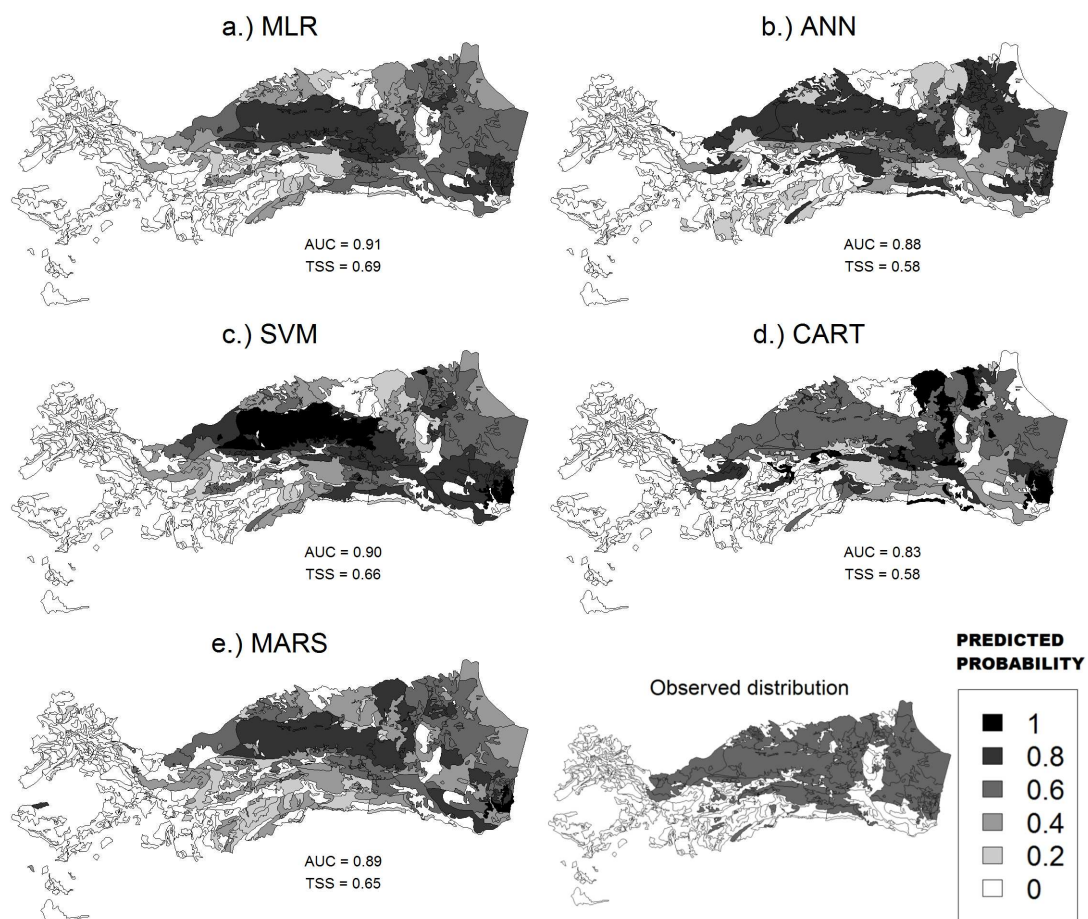 a.) MLR
AUC = 0.91
TSS = 0.69
b.) ANN
AUC = 0.88
TSS = 0.58
c.) SVM
AUC = 0.90
TSS = 0.66
d.) CART
AUC = 0.83
TSS = 0.58
e.) MARS
AUC = 0.89
TSS = 0.65
Observed distribution
PREDICTED
PROBABILITY
1
0.8
0.6
0.4
0.2
0